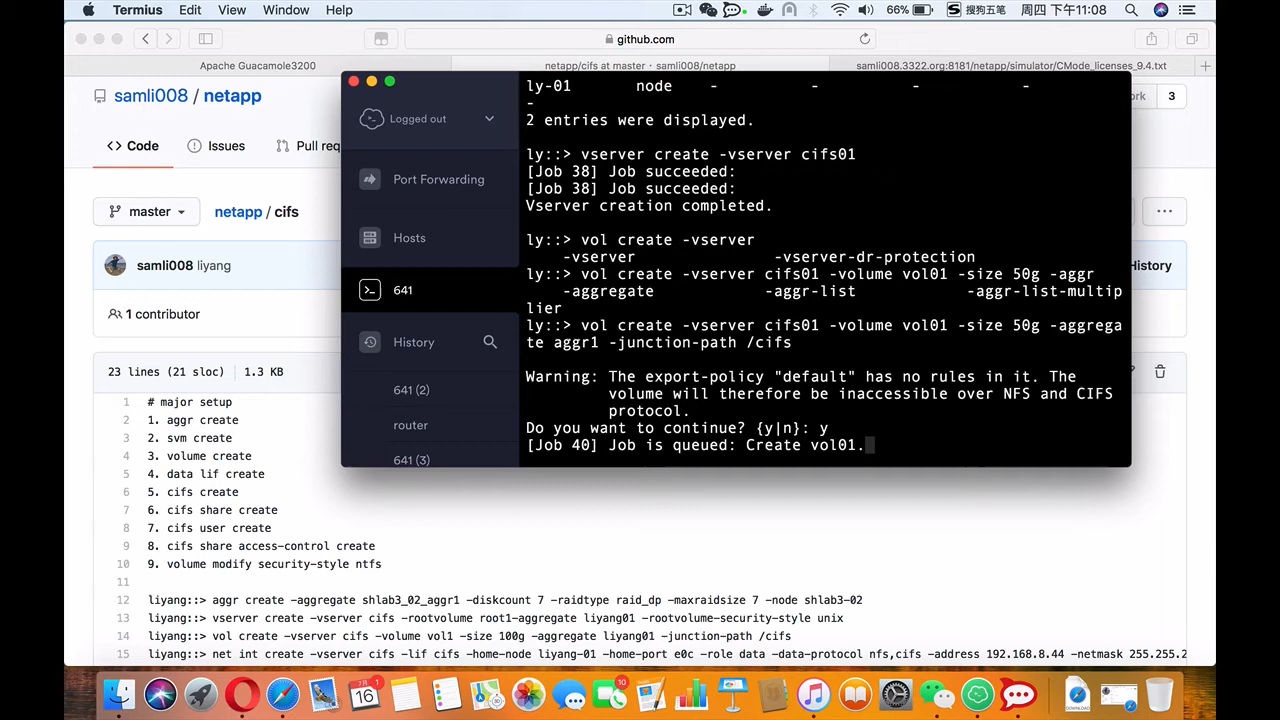 Termius Edit View Window Help
66% 搜狗五笔 周四 下午11:08
github.com
Apache Guacamole3200
netapp/cifs at master · samli008/netapp
samli008.3322.org:8181/netapp/simulator/CMode_licenses_9.4.txt
samli008 / netapp
ork 3
<> Code Issues Pull req
master
netapp / cifs
samli008 liyang
History
1 contributor
23 lines (21 sloc) 1.3 KB
1 # major setup
2 1. aggr create
3 2. svm create
4 3. volume create
5 4. data lif create
6 5. cifs create
7 6. cifs share create
8 7. cifs user create
9 8. cifs share access-control create
10 9. volume modify security-style ntfs
11
12 liyang::> aggr create -aggregate shlab3_02_aggr1 -diskcount 7 -raidtype raid_dp -maxraidsize 7 -node shlab3-02
13 liyang::> vserver create -vserver cifs -rootvolume root1-aggregate liyang01 -rootvolume-security-style unix
14 liyang::> vol create -vserver cifs -volume vol1 -size 100g -aggregate liyang01 -junction-path /cifs
15 liyang::> net int create -vserver cifs -lif cifs -home-node liyang-01 -home-port e0c -role data -data-protocol nfs,cifs -address 192.168.8.44 -netmask 255.255.2
Logged out
Port Forwarding
Hosts
641
History
641 (2)
router
641 (3)
ly-01 node - - - -
-
2 entries were displayed.
ly::> vserver create -vserver cifs01
[Job 38] Job succeeded:
[Job 38] Job succeeded:
Vserver creation completed.
ly::> vol create -vserver
-vserver -vserver-dr-protection
ly::> vol create -vserver cifs01 -volume vol01 -size 50g -aggr
-aggregate -aggr-list -aggr-list-multip
lier
ly::> vol create -vserver cifs01 -volume vol01 -size 50g -aggrega
te aggr1 -junction-path /cifs
Warning: The export-policy "default" has no rules in it. The
volume will therefore be inaccessible over NFS and CIFS
protocol.
Do you want to continue? {y|n}: y
[Job 40] Job is queued: Create vol01.
7月
16
1
10